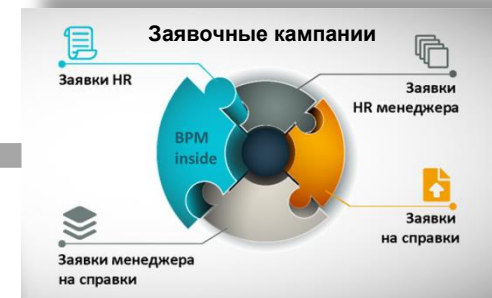 Заявочные кампании
Заявки HR
Заявки
HR менеджера
BPM
inside
Заявки
на справки
Заявки менеджера
на справки